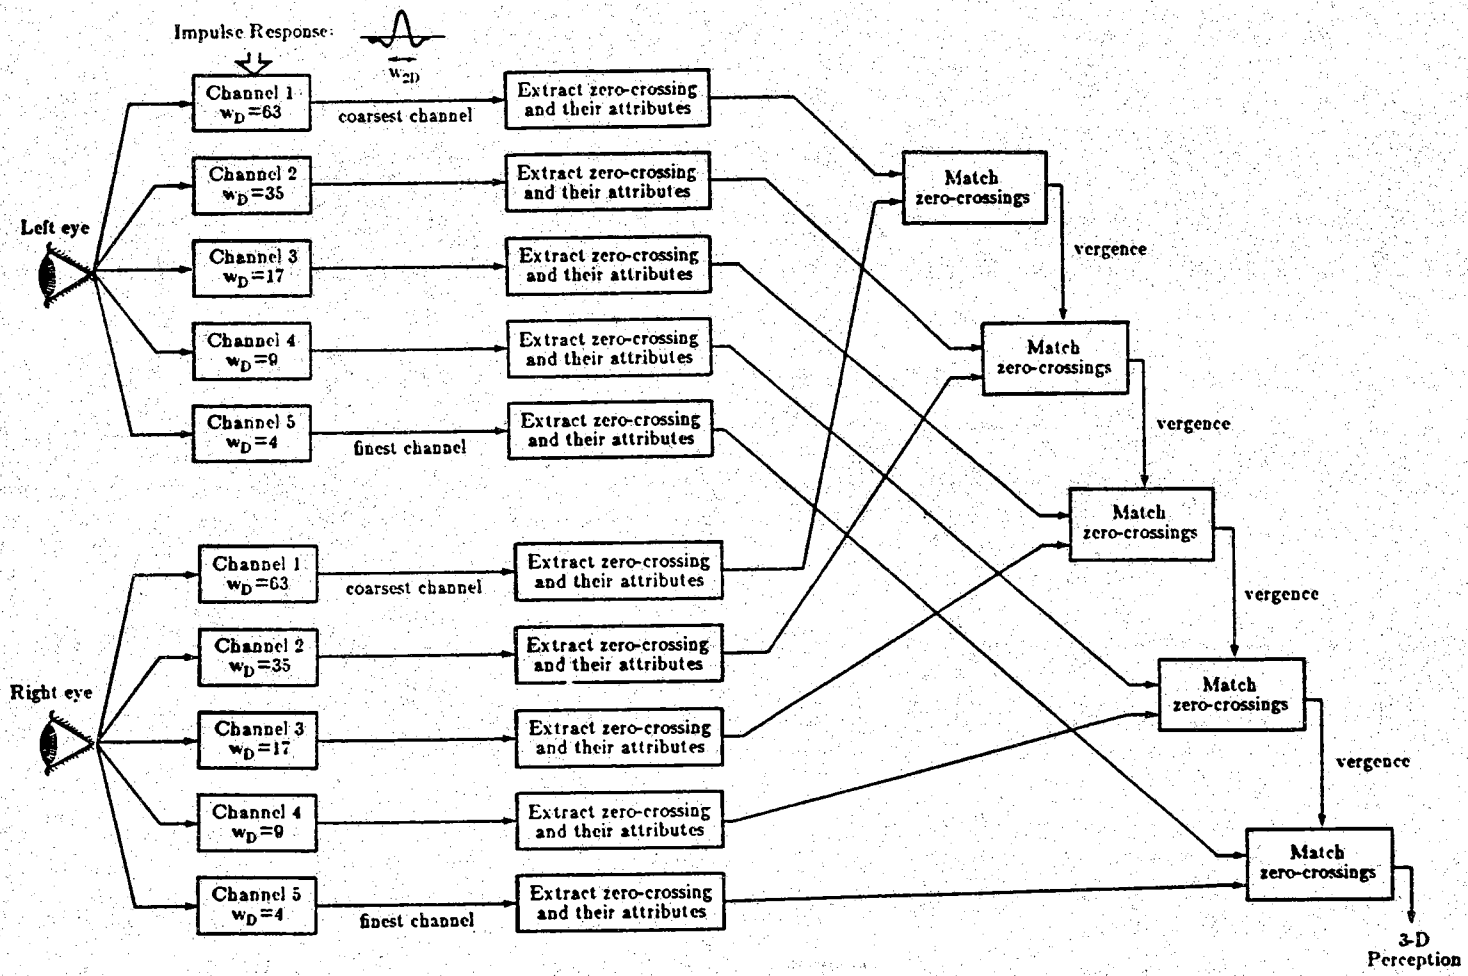 Impulse Response:
w2D
Channel 1
wD=63
coarsest channel
Extract zero-crossing
and their attributes
Channel 2
wD=35
Extract zero-crossing
and their attributes
Left eye
Channel 3
wD=17
Extract zero-crossing
and their attributes
Channel 4
wD=9
Extract zero-crossing
and their attributes
Channel 5
wD=4
finest channel
Extract zero-crossing
and their attributes
Match
zero-crossings
vergence
Match
zero-crossings
vergence
Match
zero-crossings
vergence
Match
zero-crossings
vergence
Match
zero-crossings
3-D
Perception
Channel 1
wD=63
coarsest channel
Extract zero-crossing
and their attributes
Channel 2
wD=35
Extract zero-crossing
and their attributes
Right eye
Channel 3
wD=17
Extract zero-crossing
and their attributes
Channel 4
wD=9
Extract zero-crossing
and their attributes
Channel 5
wD=4
finest channel
Extract zero-crossing
and their attributes